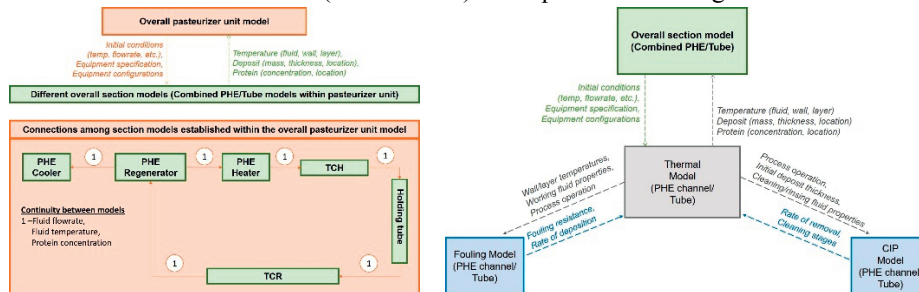 Overall pasteurizer unit model
Initial conditions
(temp. flowrate, etc.),
Equipment specification,
Equipment configurations
Temperature (fluid, wall, layer),
Deposit (mass, thickness, location),
Protein (concentration, location)
Different overall section models (Combined PHE/Tube models within pasteurizer unit)
Connections among section models established within the overall pasteurizer unit model
PHE
Cooler
1
PHE
Regenerator
1
PHE
Heater
1
TCH
1
Holding tube
1
TCR
1
Continuity between models
1 –Fluid flowrate,
Fluid temperature,
Protein concentration
Overall section model
(Combined PHE/Tube)
Initial conditions
(temp, flowrate, etc.),
Equipment specification,
Equipment configurations
Temperature (fluid, wall, layer)
Deposit (mass, thickness, location)
Protein (concentration, location)
Thermal
Model
(PHE channel/
Tube)
Wall/layer temperatures,
Working fluid properties,
Process operation
Fouling resistance,
Rate of deposition
Process operation,
Initial deposit thickness,
Cleaning/rinsing fluid properties
Rate of removal,
Cleaning stages
Fouling Model
(PHE channel/
Tube)
CIP
Model
(PHE channel/
Tube)